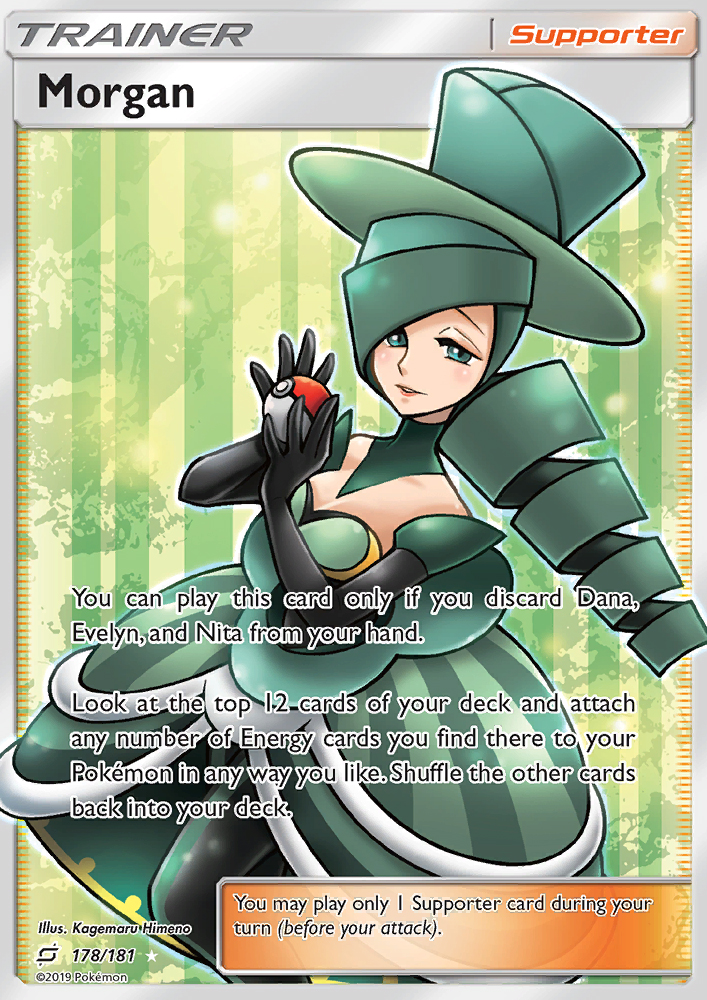 TRAINER
Supporter
Morgan
You can play this card only if you discard Dana,
Evelyn, and Nita from your hand.
Look at the top 12 cards of your deck and attach
any number of Energy cards you find there to your
Pokémon in any way you like. Shuffle the other cards
back into your deck.
You may play only 1 Supporter card during your
turn (before your attack).
Illus. Kagemaru Himeno
178/181
©2019 Pokémon